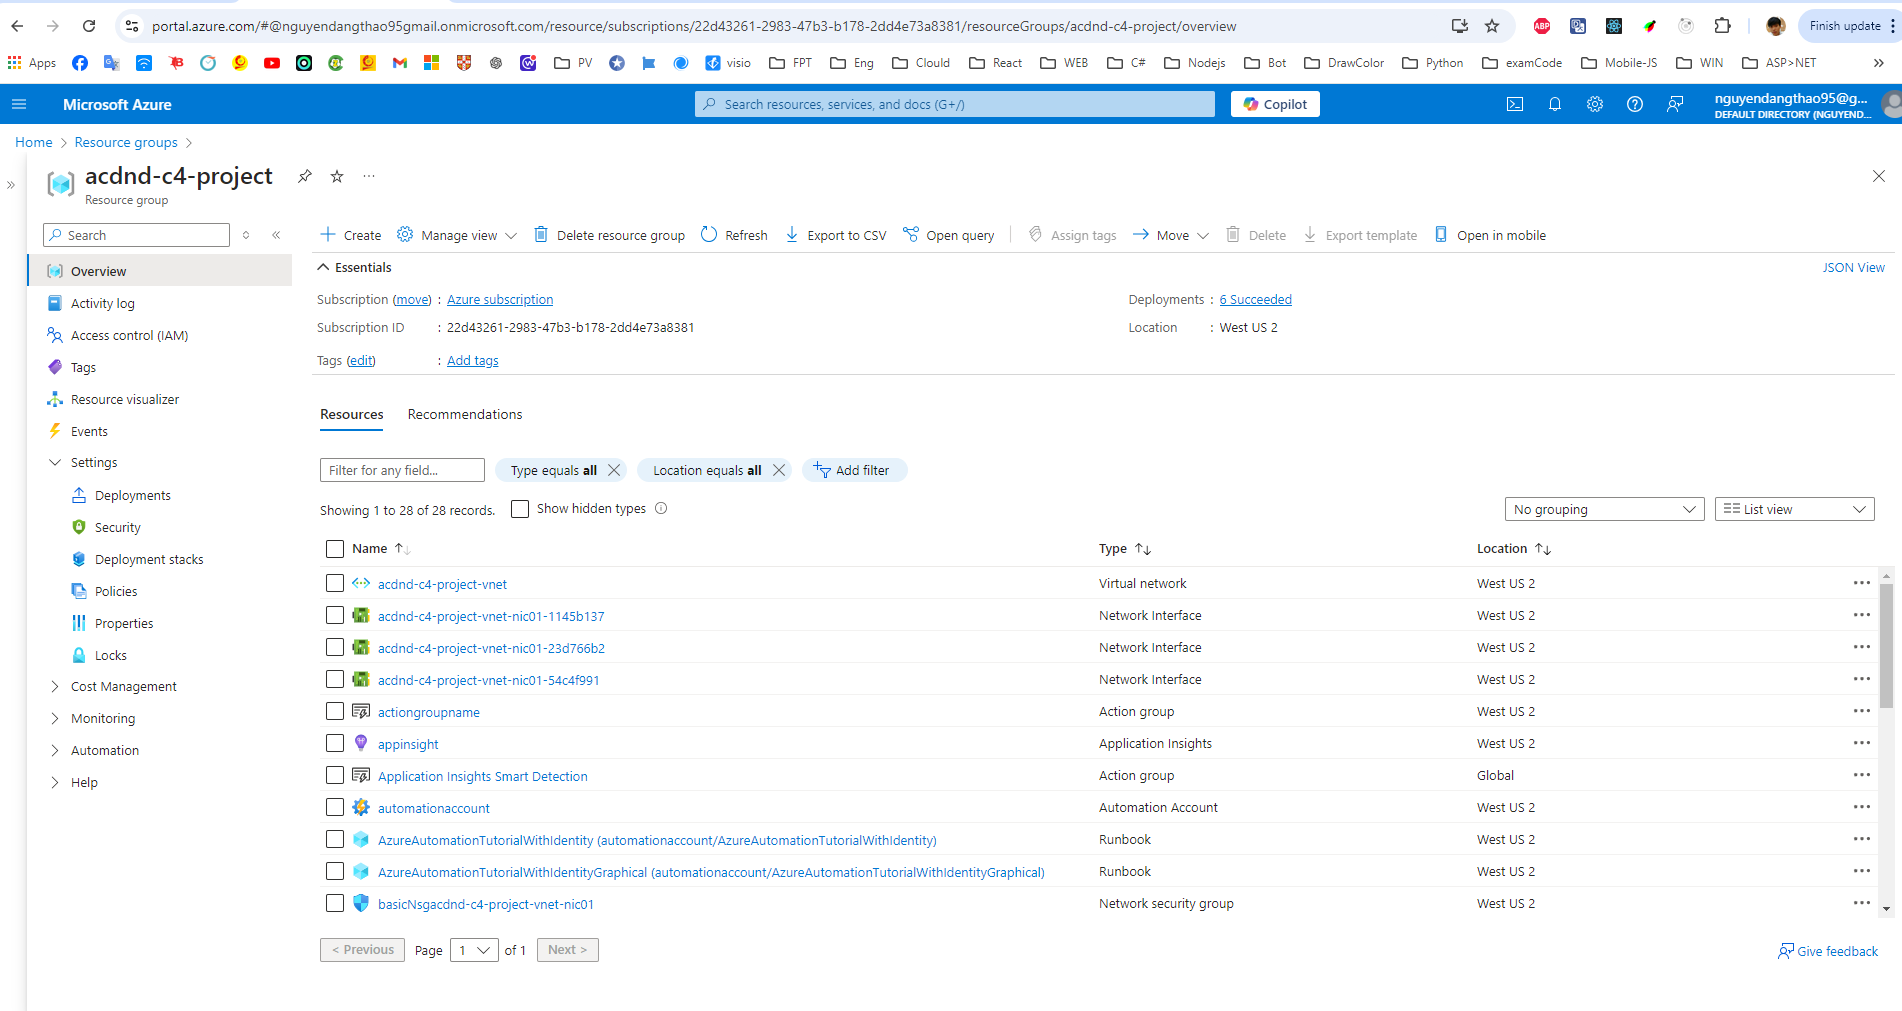 portal.azure.com/#@nguyendangthao95gmail.onmicrosoft.com/resource/subscriptions/22d43261-2983-47b3-b178-2dd4e73a8381/resourceGroups/acdnd-c4-project/overview
ABP
Finish update
Apps
PV
visio
FPT
Eng
Clould
React
WEB
C#
Nodejs
Bot
DrawColor
Python
examCode
Mobile-JS
WIN
ASP>NET
Microsoft Azure
Search resources, services, and docs (G+/)
Copilot
nguyendangthao95@g...
DEFAULT DIRECTORY (NGUYEND...
Home > Resource groups >
acdnd-c4-project
Resource group
Search
Overview
Activity log
Access control (IAM)
Tags
Resource visualizer
Events
Settings
Deployments
Security
Deployment stacks
Policies
Properties
Locks
Cost Management
Monitoring
Automation
Help
Create
Manage view
Delete resource group
Refresh
Export to CSV
Open query
Assign tags
Move
Delete
Export template
Open in mobile
Essentials
JSON View
Subscription (move) : Azure subscription
Deployments : 6 Succeeded
Subscription ID : 22d43261-2983-47b3-b178-2dd4e73a8381
Location : West US 2
Tags (edit) : Add tags
Resources
Recommendations
Filter for any field...
Type equals all
Location equals all
Add filter
Showing 1 to 28 of 28 records.
Show hidden types
No grouping
List view
Name Type Location
acdnd-c4-project-vnet Virtual network West US 2
acdnd-c4-project-vnet-nic01-1145b137 Network Interface West US 2
acdnd-c4-project-vnet-nic01-23d766b2 Network Interface West US 2
acdnd-c4-project-vnet-nic01-54c4f991 Network Interface West US 2
actiongroupname Action group West US 2
appinsight Application Insights West US 2
Application Insights Smart Detection Action group Global
automationaccount Automation Account West US 2
AzureAutomationTutorialWithIdentity (automationaccount/AzureAutomationTutorialWithIdentity) Runbook West US 2
AzureAutomationTutorialWithIdentityGraphical (automationaccount/AzureAutomationTutorialWithIdentityGraphical) Runbook West US 2
basicNsgacdnd-c4-project-vnet-nic01 Network security group West US 2
< Previous
Page 1 of 1
Next >
Give feedback